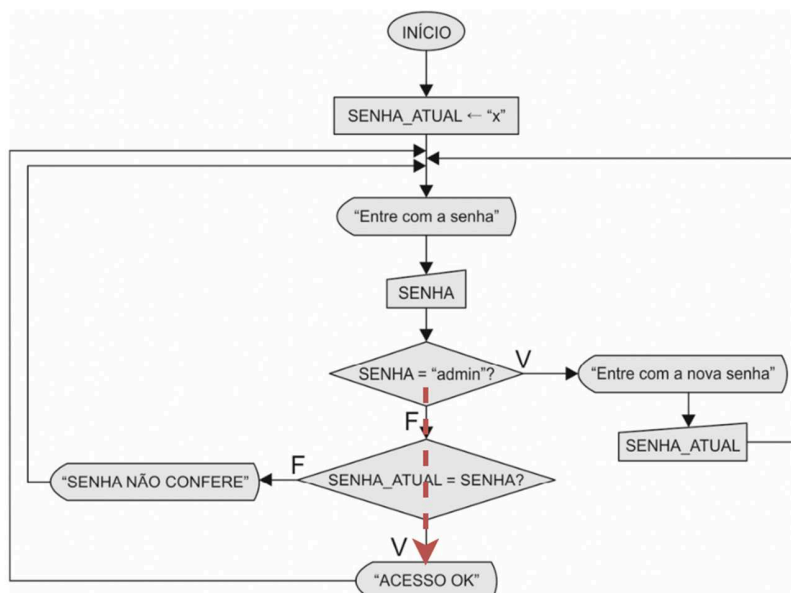 INÍCIO
SENHA_ATUAL ← “x”
“Entre com a senha”
SENHA
SENHA = “admin”?
V
“Entre com a nova senha”
SENHA_ATUAL
F
SENHA_ATUAL = SENHA?
F
“SENHA NÃO CONFERE”
V
“ACESSO OK”